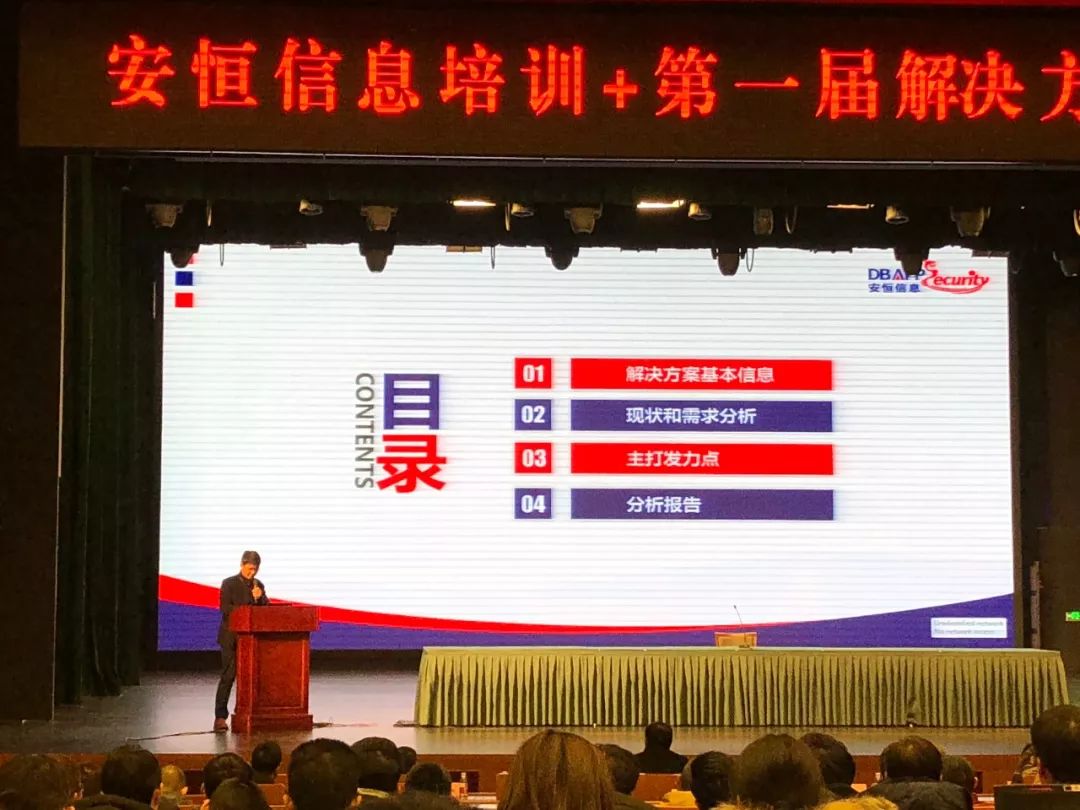 安恒信息培训+第一届解决方
DBAPPSecurity
安恒信息
目录
CONTENTS
01 解决方案基本信息
02 现状和需求分析
03 主打发力点
04 分析报告